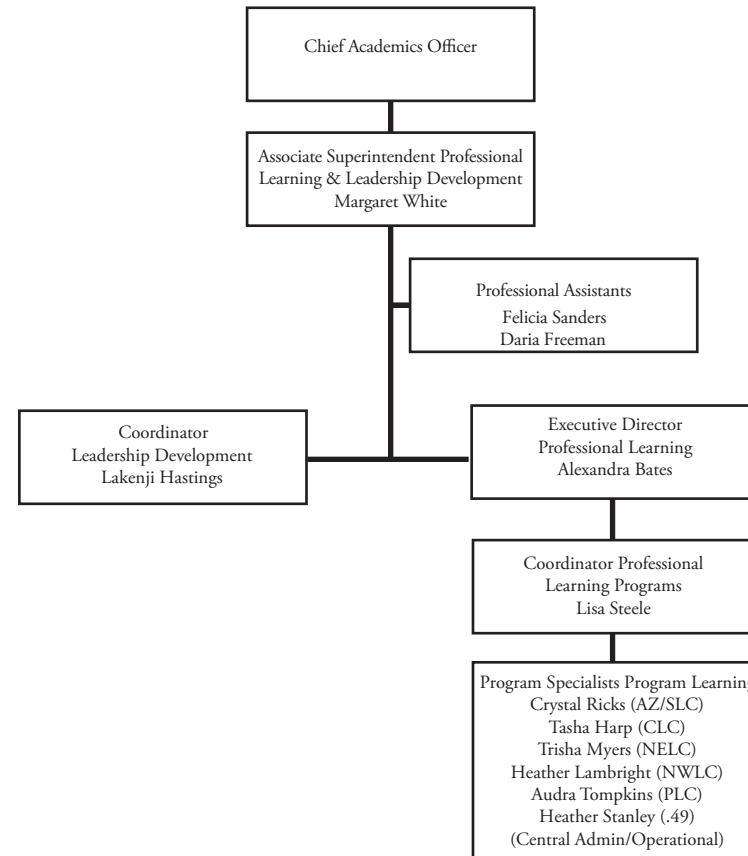 Chief Academics Officer
Associate Superintendent Professional
Learning & Leadership Development
Margaret White
Professional Assistants
Felicia Sanders
Daria Freeman
Coordinator
Leadership Development
Lakenji Hastings
Executive Director
Professional Learning
Alexandra Bates
Coordinator Professional
Learning Programs
Lisa Steele
Program Specialists Program Learning
Crystal Ricks (AZ/SLC)
Tasha Harp (CLC)
Trisha Myers (NELC)
Heather Lambright (NWLC)
Audra Tompkins (PLC)
Heather Stanley (.49)
(Central Admin/Operational)